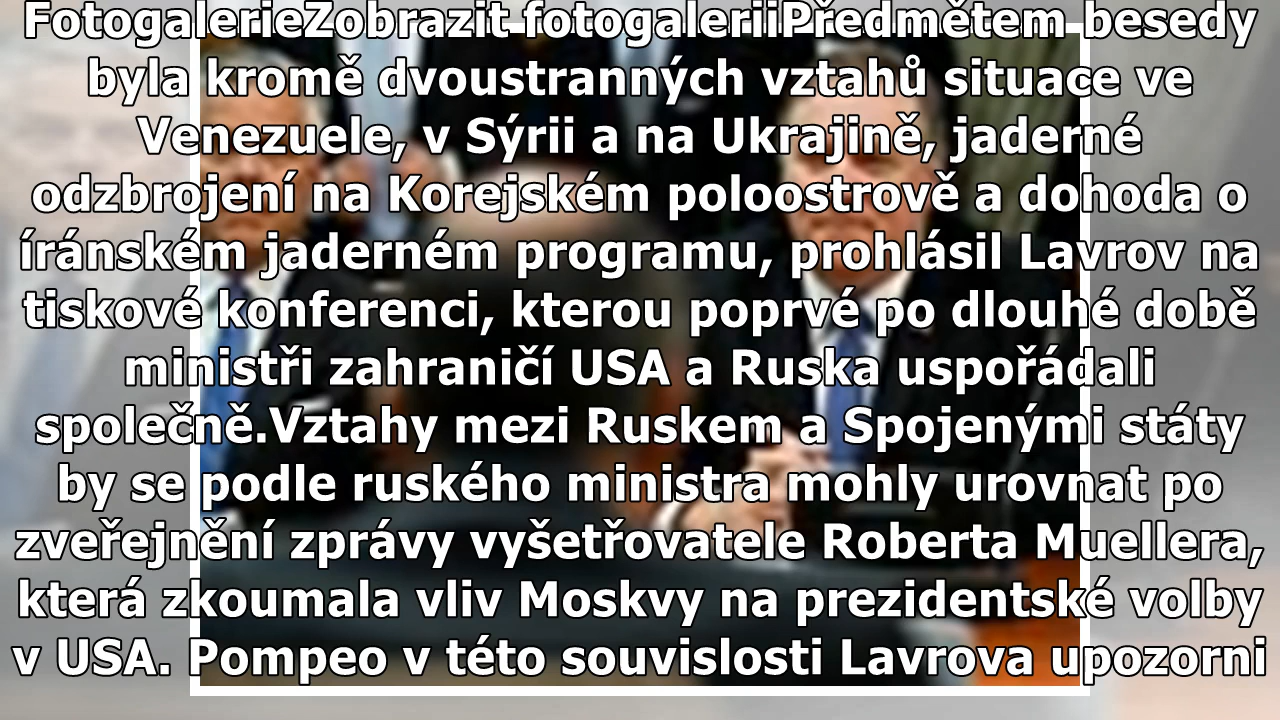 FotogalerieZobrazit fotogaleriiPředmětem besedy
byla kromě dvoustranných vztahů situace ve
Venezuele, v Sýrii a na Ukrajině, jaderné
odzbrojení na Korejském poloostrově a dohoda o
íránském jaderném programu, prohlásil Lavrov na
tiskové konferenci, kterou poprvé po dlouhé době
ministři zahraničí USA a Ruska uspořádali
společně.Vztahy mezi Ruskem a Spojenými státy
by se podle ruského ministra mohly urovnat po
zveřejnění zprávy vyšetřovatele Roberta Muellera,
která zkoumala vliv Moskvy na prezidentské volby
v USA. Pompeo v této souvislosti Lavrova upozorni